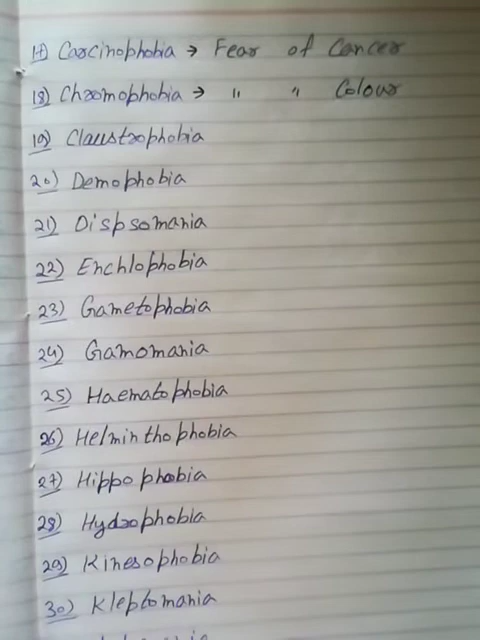 17) Carcinophobia → Fear of Cancer
18) Chromophobia → " " Colour
19) Claustrophobia
20) Demophobia
21) Dispsomania
22) Enchlophobia
23) Gametophobia
24) Gamomania
25) Haematophobia
26) Helminthophobia
27) Hippophobia
28) Hydrophobia
29) Kinesophobia
30) Kleptomania